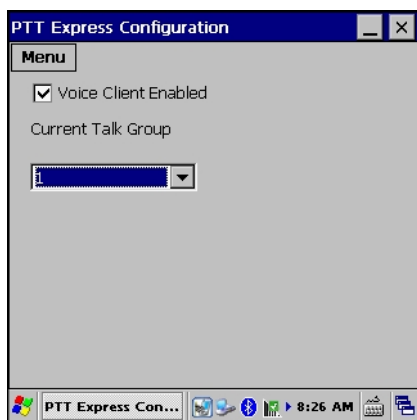 PTT Express Configuration
Menu
Voice Client Enabled
Current Talk Group
1
PTT Express Con...
8:26 AM